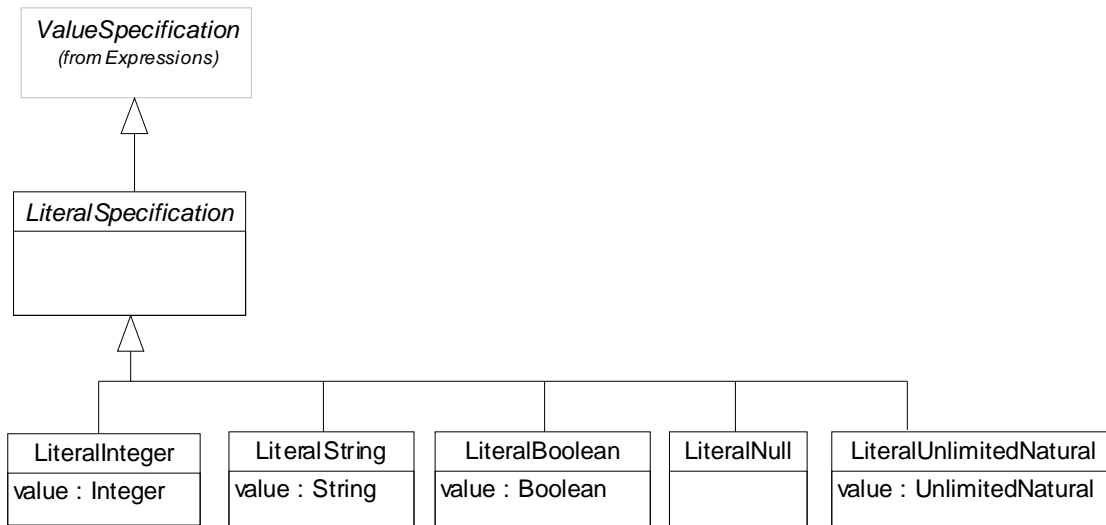 ValueSpecification
(from Expressions)
LiteralSpecification
LiteralInteger
value : Integer
LiteralString
value : String
LiteralBoolean
value : Boolean
LiteralNull
LiteralUnlimitedNatural
value : UnlimitedNatural